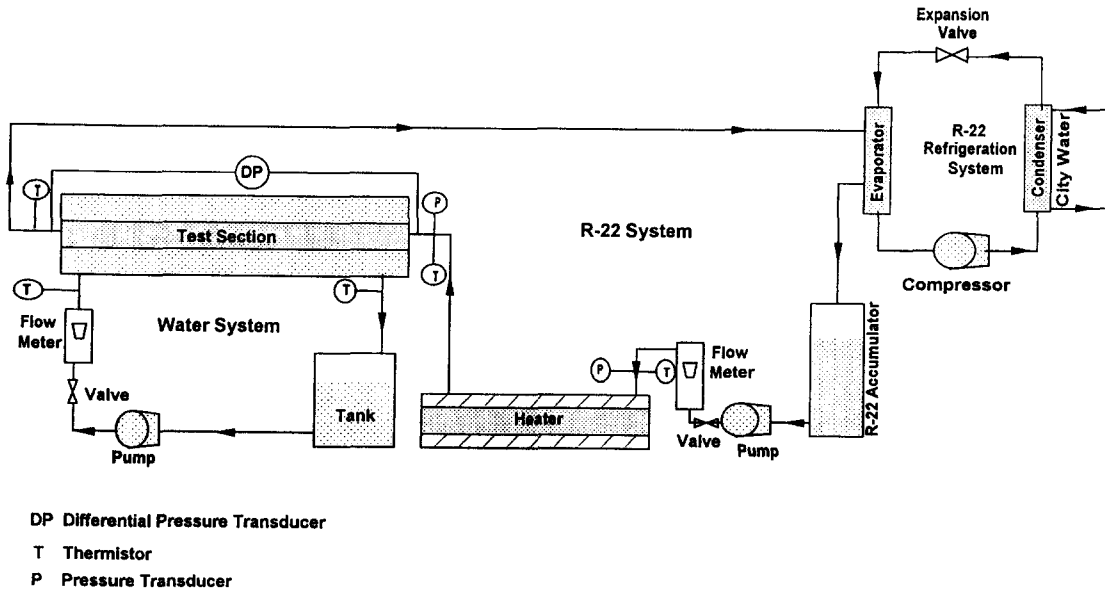 Expansion
Valve
Evaporator
R-22
Refrigeration
System
Condenser
City Water
Compressor
DP
T
P
Test Section
T
R-22 System
T
T
Flow
Meter
Water System
Valve
Tank
Pump
P
T
Flow
Meter
Heater
Valve
Pump
R-22 Accumulator
DP Differential Pressure Transducer
T Thermistor
P Pressure Transducer